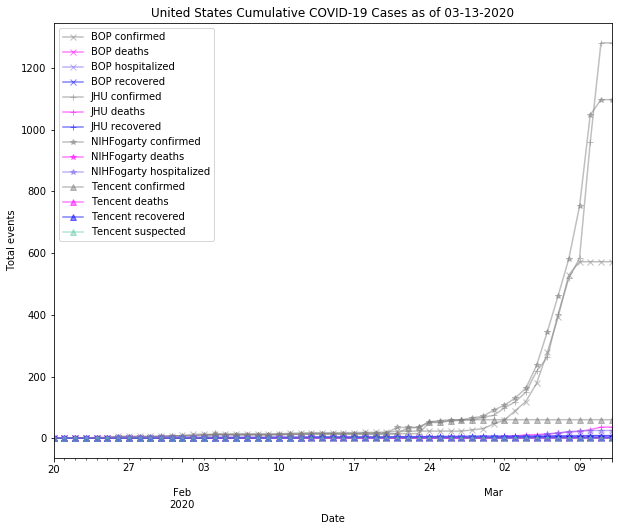 United States Cumulative COVID-19 Cases as of 03-13-2020
BOP confirmed
BOP deaths
BOP hospitalized
BOP recovered
JHU confirmed
JHU deaths
JHU recovered
NIHFogarty confirmed
NIHFogarty deaths
NIHFogarty hospitalized
Tencent confirmed
Tencent deaths
Tencent recovered
Tencent suspected
Total events
1200
1000
800
600
400
200
0
20 27 03 10 17 24 02 09
Feb Mar
2020
Date